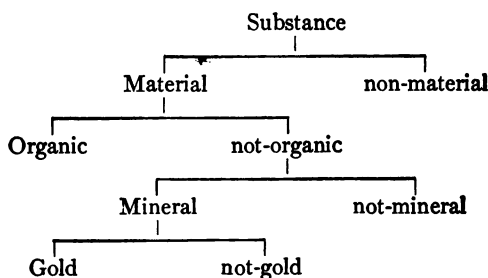 Substance
Material non-material
Organic not-organic
Mineral not-mineral
Gold not-gold